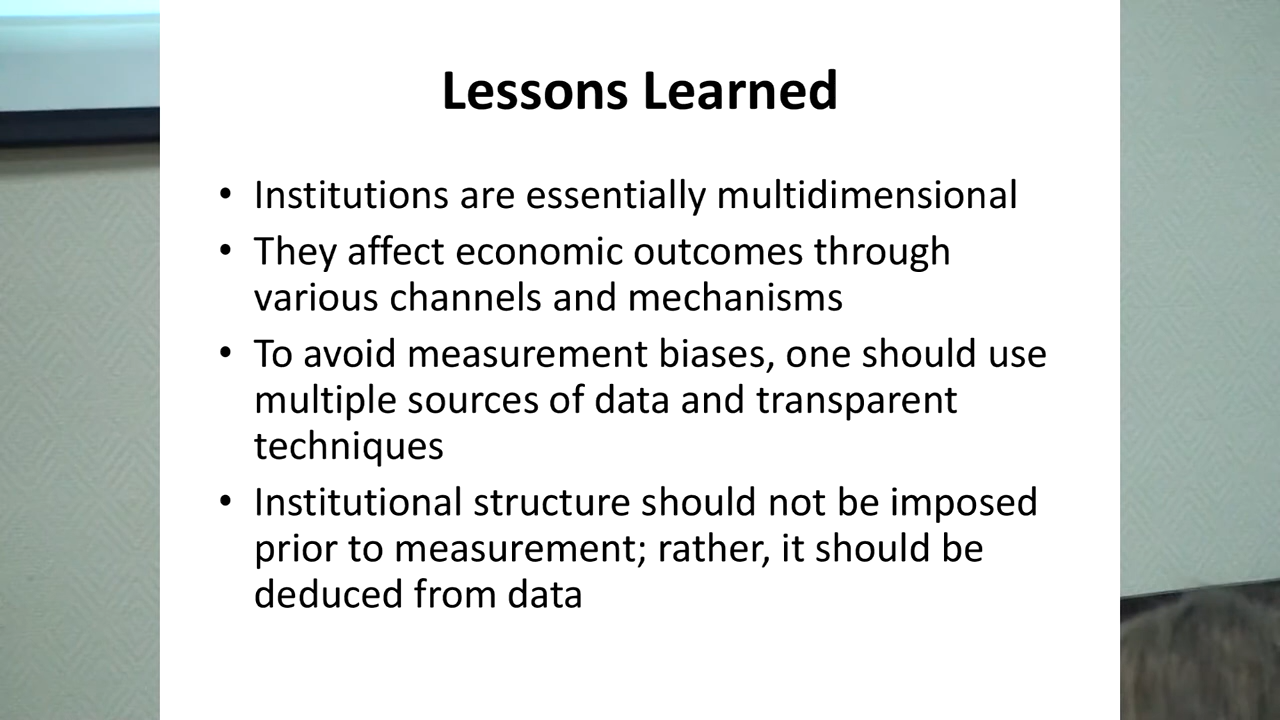 Lessons Learned
• Institutions are essentially multidimensional
• They affect economic outcomes through
various channels and mechanisms
• To avoid measurement biases, one should use
multiple sources of data and transparent
techniques
• Institutional structure should not be imposed
prior to measurement; rather, it should be
deduced from data